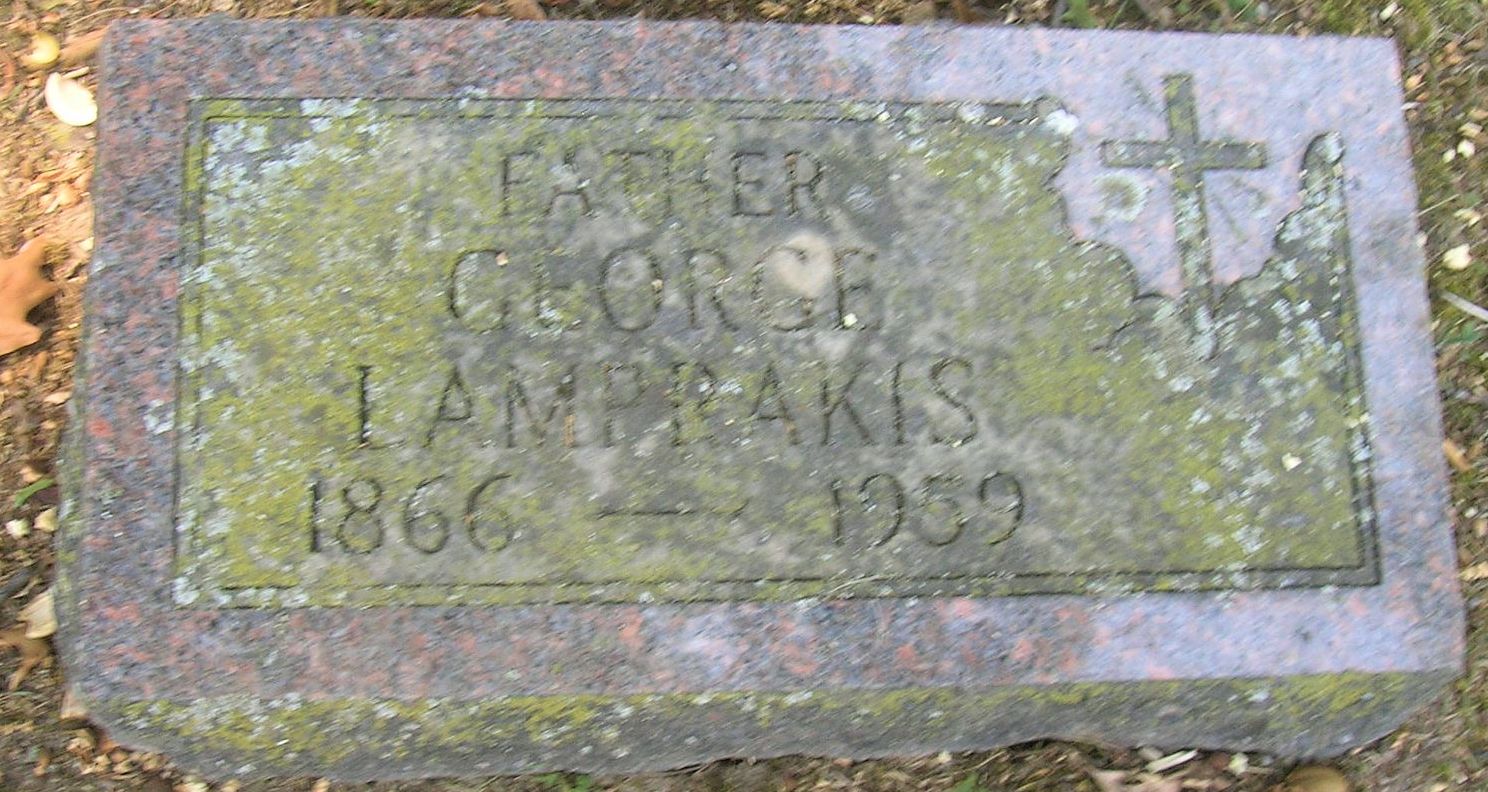 FATHER
GEORGE
LAMPRAKIS
1866 — 1959